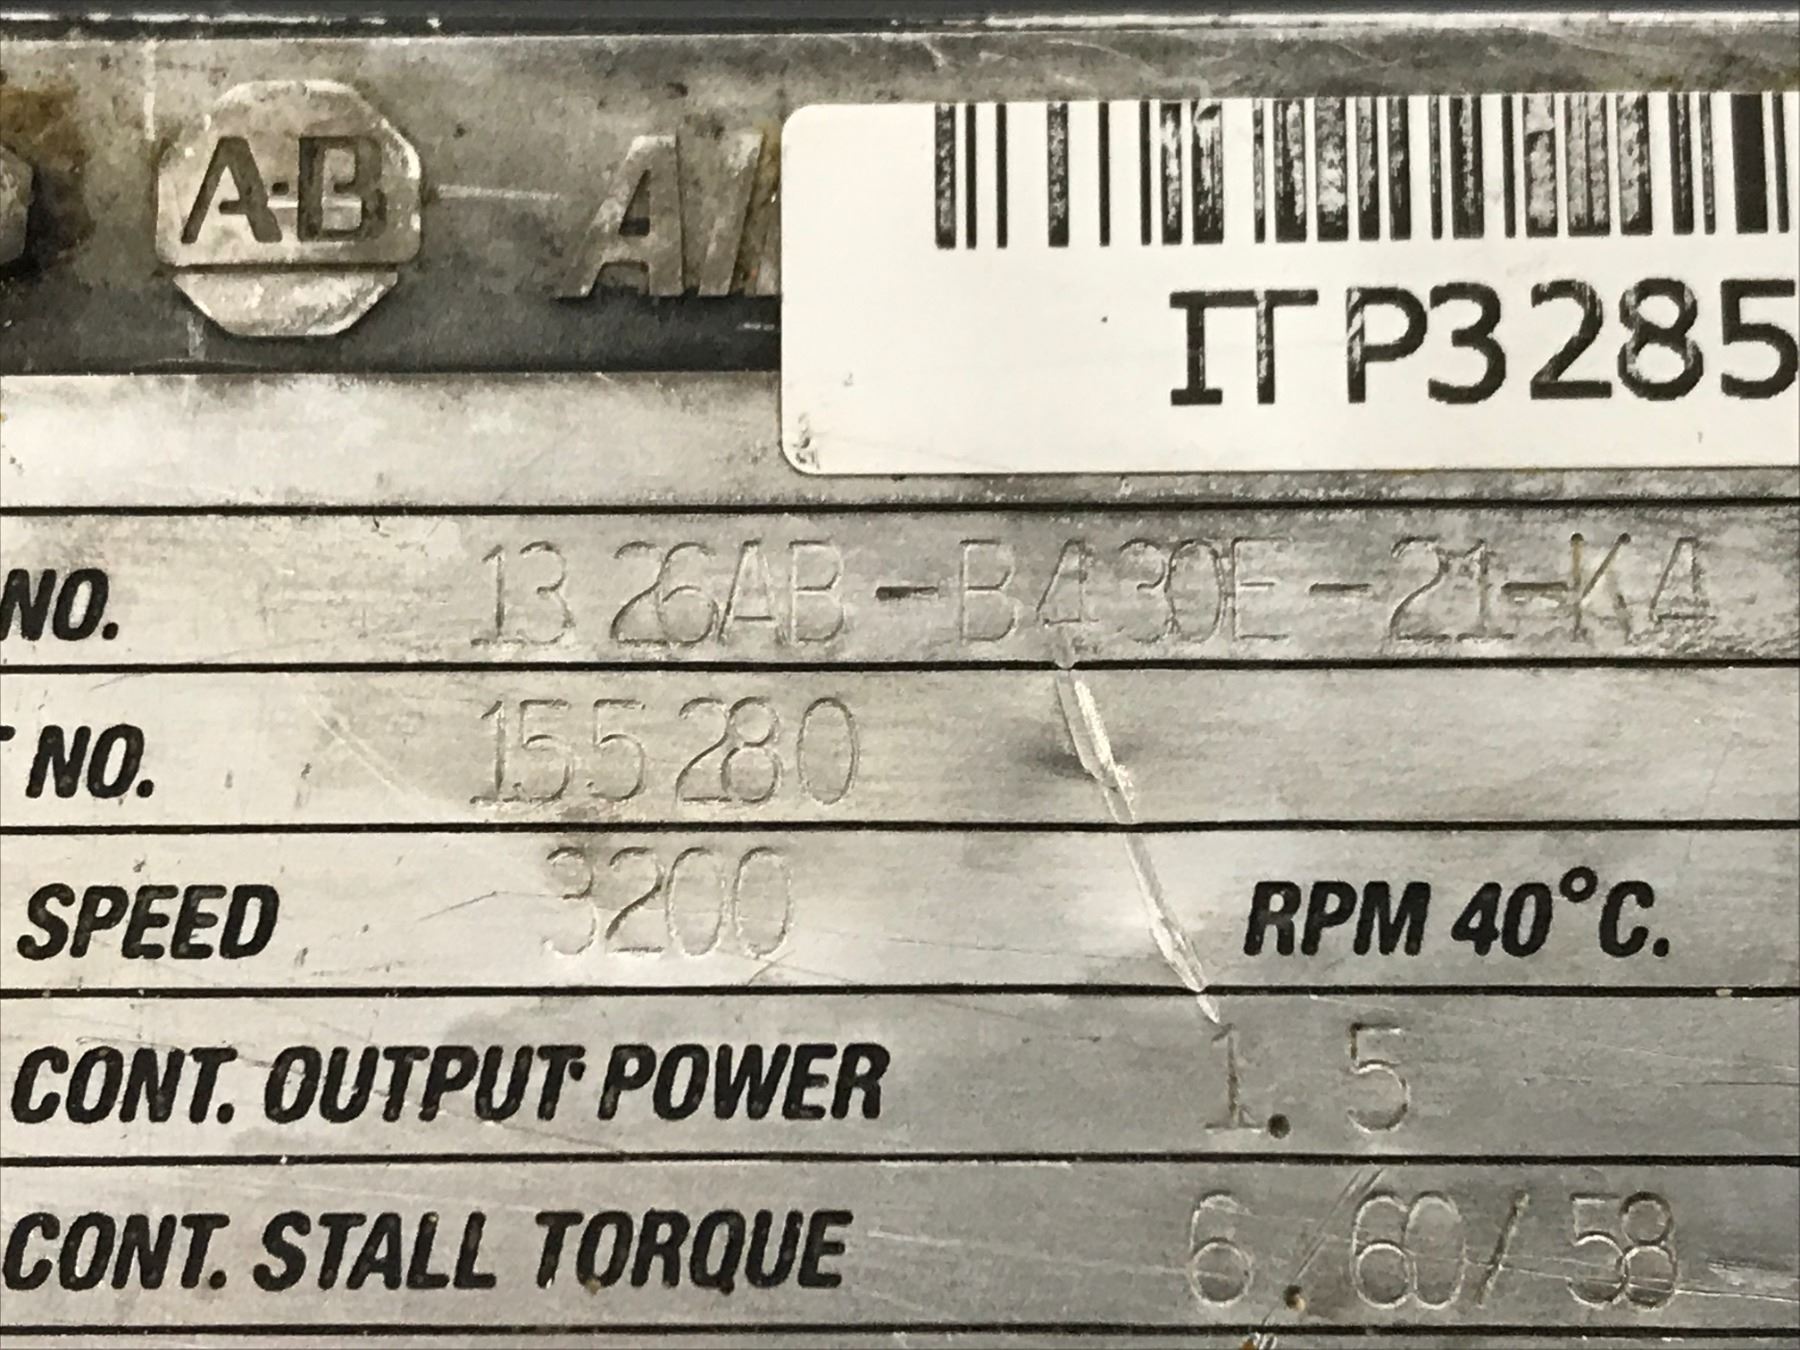 A-B
ITP3285
NO. 1326AB-B430E-21-KA
NO. 155280
SPEED 3200 RPM 40°C.
CONT. OUTPUT POWER 1.5
CONT. STALL TORQUE 6.60/58